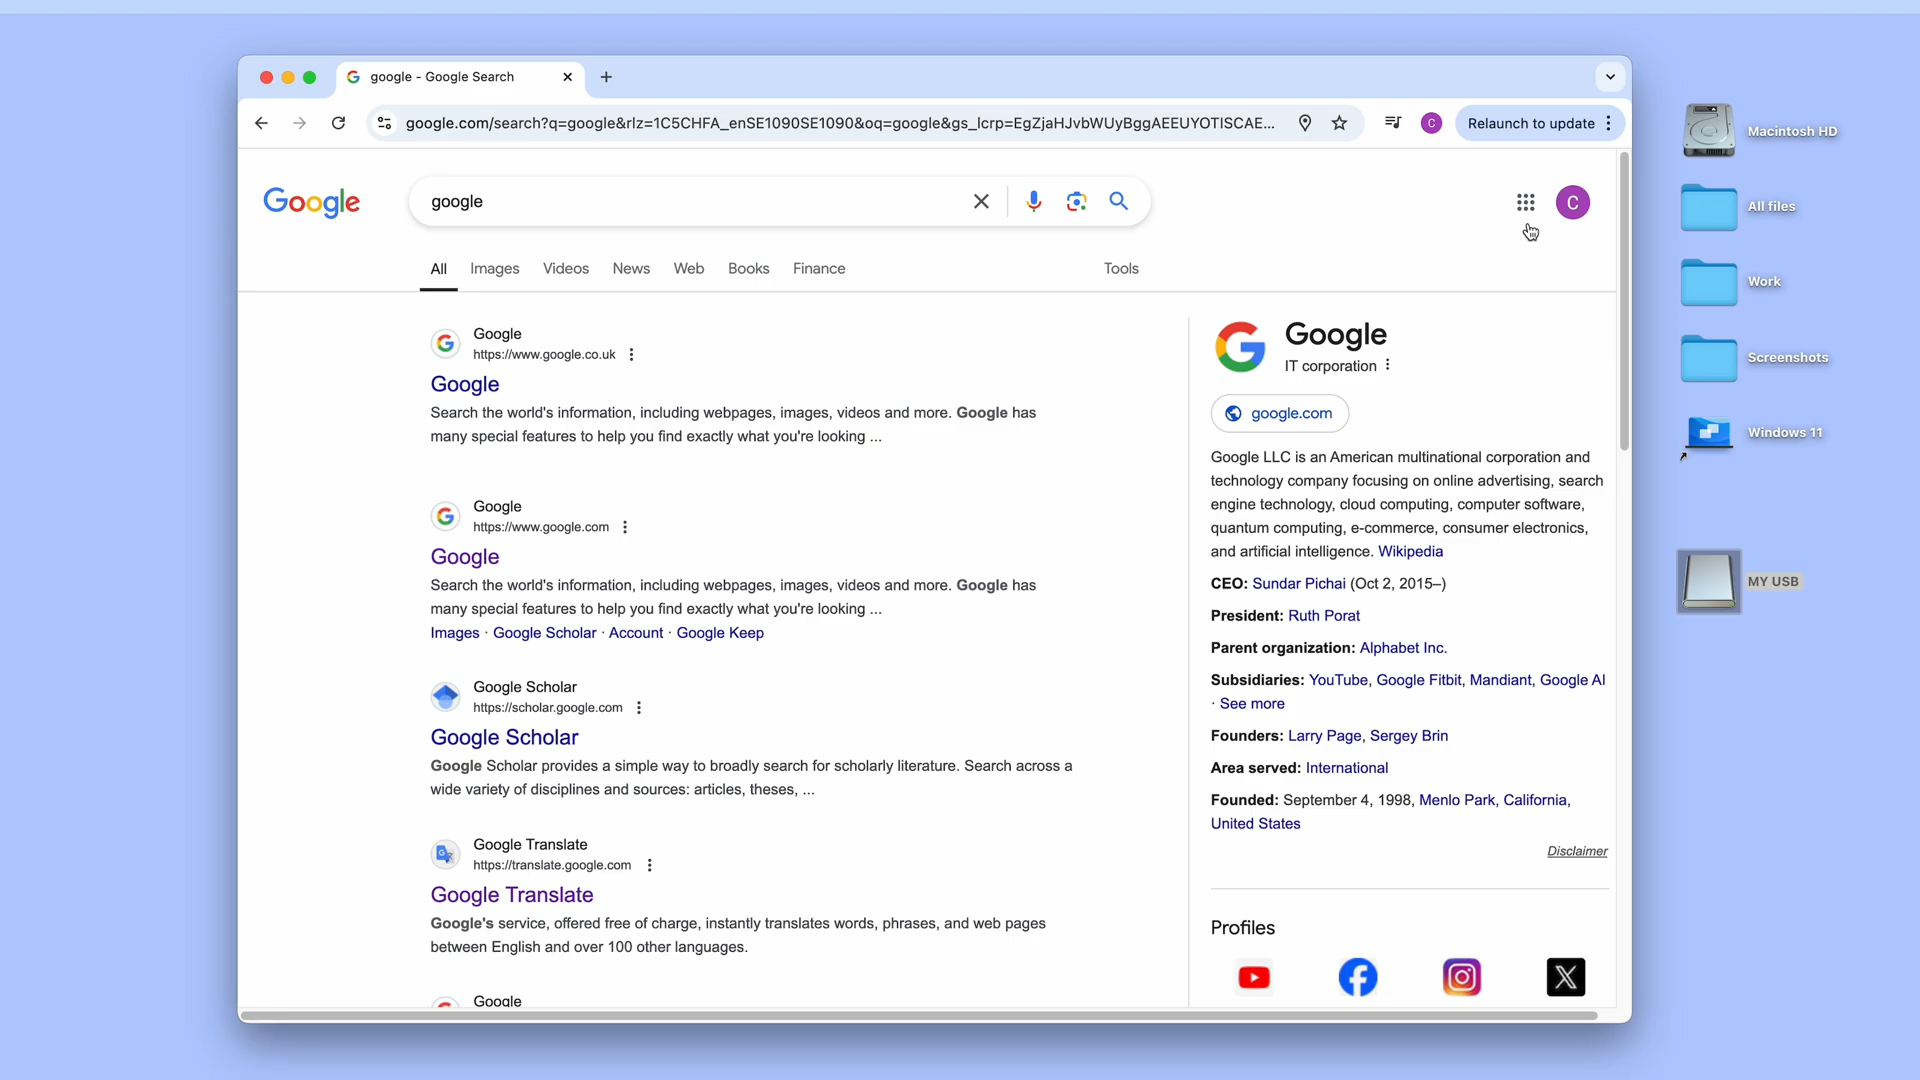 google - Google Search
google.com/search?q=google&rlz=1C5CHFA_enSE1090SE1090&oq=google&gs_lcrp=EgZjaHJvbWUyBggAEEUYOTISCAE...
C
Relaunch to update
Google
google
C
All
Images
Videos
News
Web
Books
Finance
Tools
Google
https://www.google.co.uk
Google
Search the world's information, including webpages, images, videos and more. Google has
many special features to help you find exactly what you're looking ...
Google
https://www.google.com
Google
Search the world's information, including webpages, images, videos and more. Google has
many special features to help you find exactly what you're looking ...
Images · Google Scholar · Account · Google Keep
Google Scholar
https://scholar.google.com
Google Scholar
Google Scholar provides a simple way to broadly search for scholarly literature. Search across a
wide variety of disciplines and sources: articles, theses, ...
Google Translate
https://translate.google.com
Google Translate
Google's service, offered free of charge, instantly translates words, phrases, and web pages
between English and over 100 other languages.
Google
Google
IT corporation
google.com
Google LLC is an American multinational corporation and
technology company focusing on online advertising, search
engine technology, cloud computing, computer software,
quantum computing, e-commerce, consumer electronics,
and artificial intelligence. Wikipedia
CEO: Sundar Pichai (Oct 2, 2015–)
President: Ruth Porat
Parent organization: Alphabet Inc.
Subsidiaries: YouTube, Google Fitbit, Mandiant, Google AI
· See more
Founders: Larry Page, Sergey Brin
Area served: International
Founded: September 4, 1998, Menlo Park, California,
United States
Disclaimer
Profiles
Macintosh HD
All files
Work
Screenshots
Windows 11
MY USB